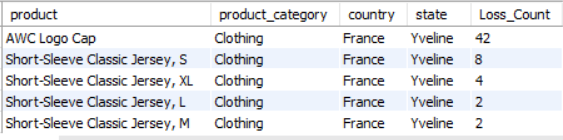 product product_category country state Loss_Count
AWC Logo Cap Clothing France Yveline 42
Short-Sleeve Classic Jersey, S Clothing France Yveline 8
Short-Sleeve Classic Jersey, XL Clothing France Yveline 4
Short-Sleeve Classic Jersey, L Clothing France Yveline 2
Short-Sleeve Classic Jersey, M Clothing France Yveline 2